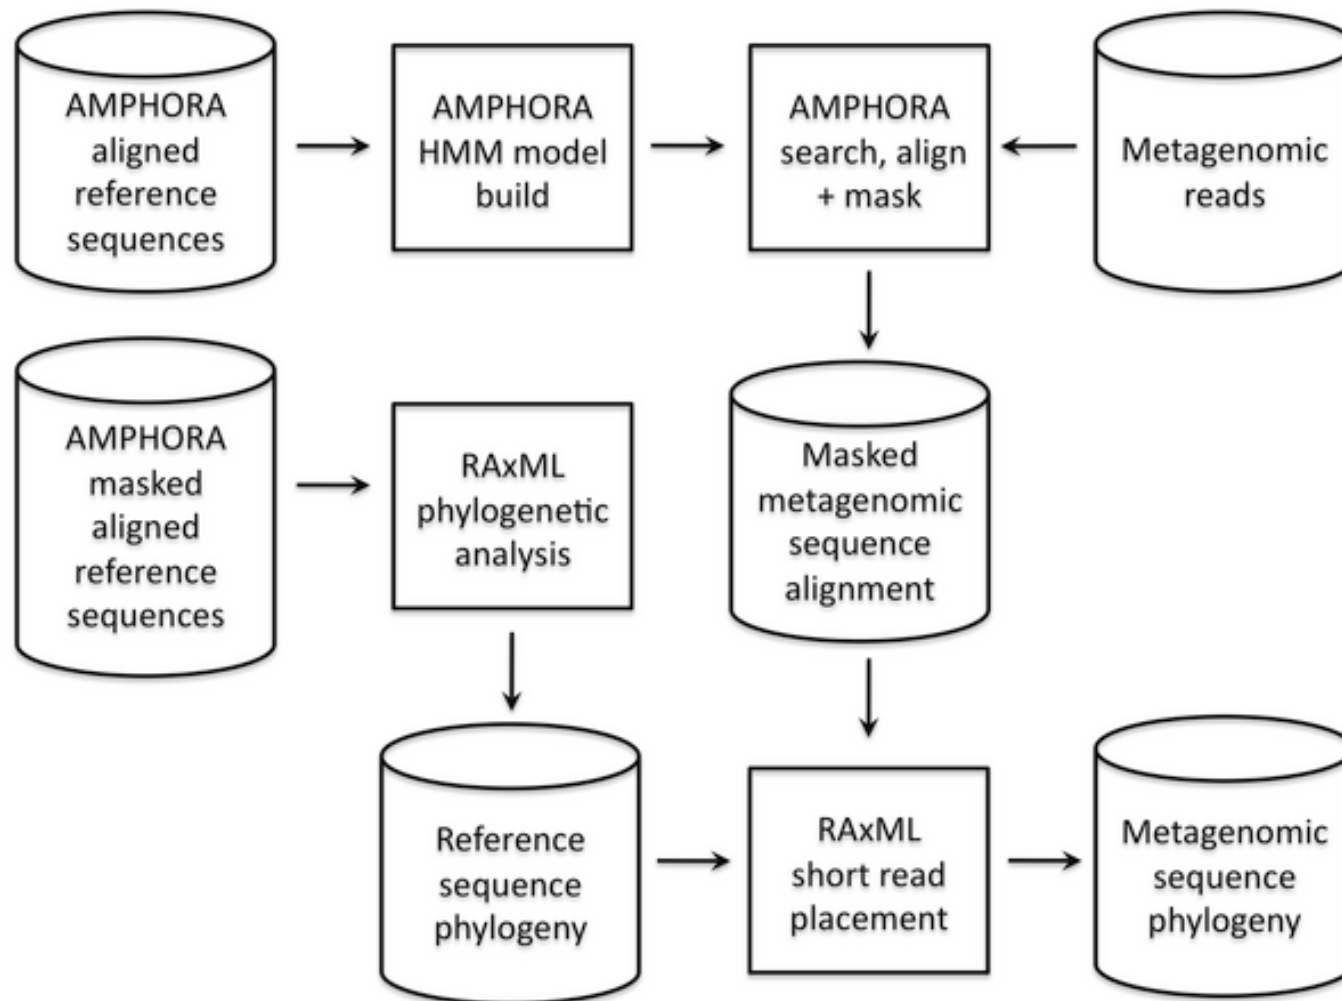 AMPHORA
aligned
reference
sequences
AMPHORA
HMM model
build
AMPHORA
search, align
+ mask
Metagenomic
reads
AMPHORA
masked
aligned
reference
sequences
RAxML
phylogenetic
analysis
Masked
metagenomic
sequence
alignment
Reference
sequence
phylogeny
RAxML
short read
placement
Metagenomic
sequence
phylogeny